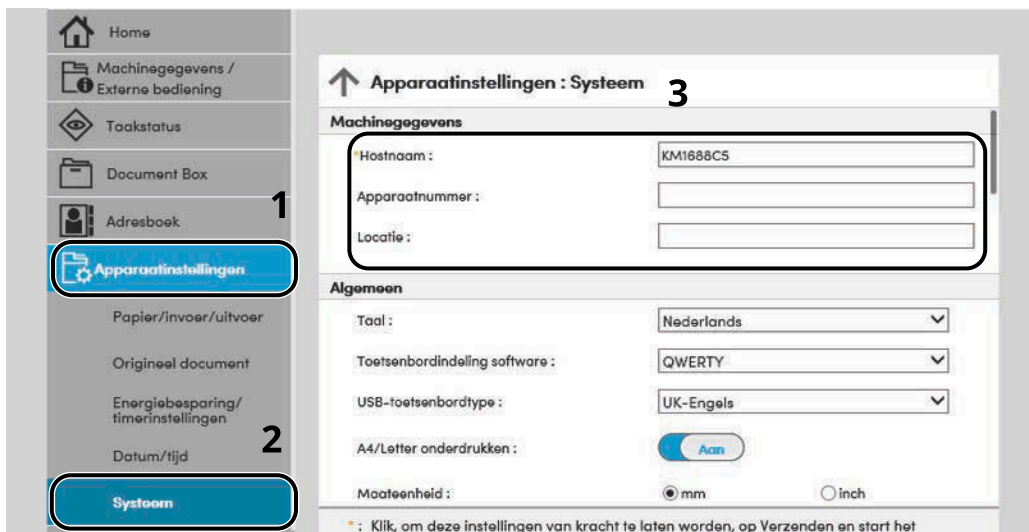 Home
Machinegegevens /
Externe bediening
Taakstatus
Document Box
Adresboek
1
Apparaatinstellingen
Papier/invoer/uitvoer
Origineel document
Energiebesparing/
timerinstellingen
Datum/tijd
2
Systeem
Apparaatinstellingen : Systeem
3
Machinegegevens
*Hostnaam : KM1688C5
Apparaatnummer :
Locatie :
Algemeen
Taal : Nederlands
Toetsenbordindeling software : QWERTY
USB-toetsenbordtype : UK-Engels
A4/Letter onderdrukken : Aan
Maateenheid : mm inch
* : Klik, om deze instellingen van kracht te laten worden, op Verzenden en start het